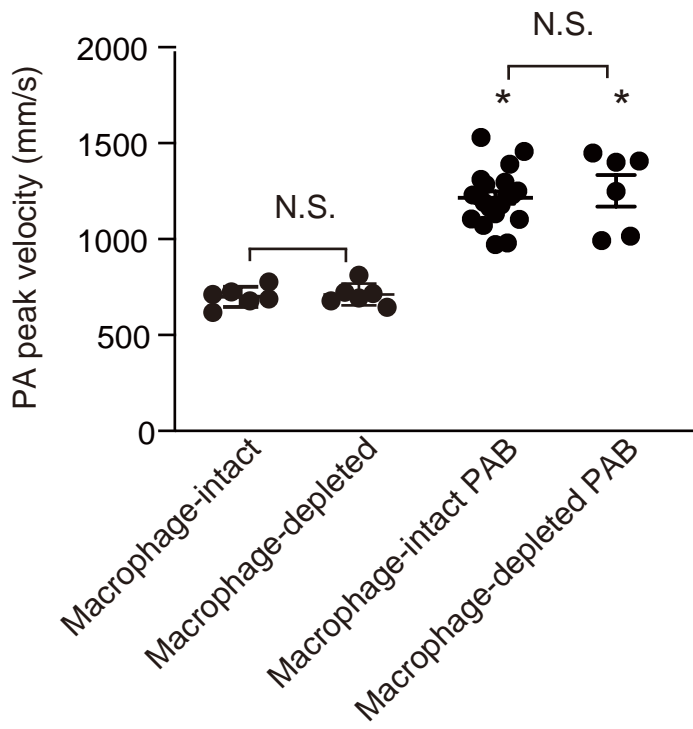 N.S.
2000
* *
1500
N.S.
1000
500
0
PA peak velocity (mm/s)
Macrophage-intact
Macrophage-depleted
Macrophage-intact PAB
Macrophage-depleted PAB